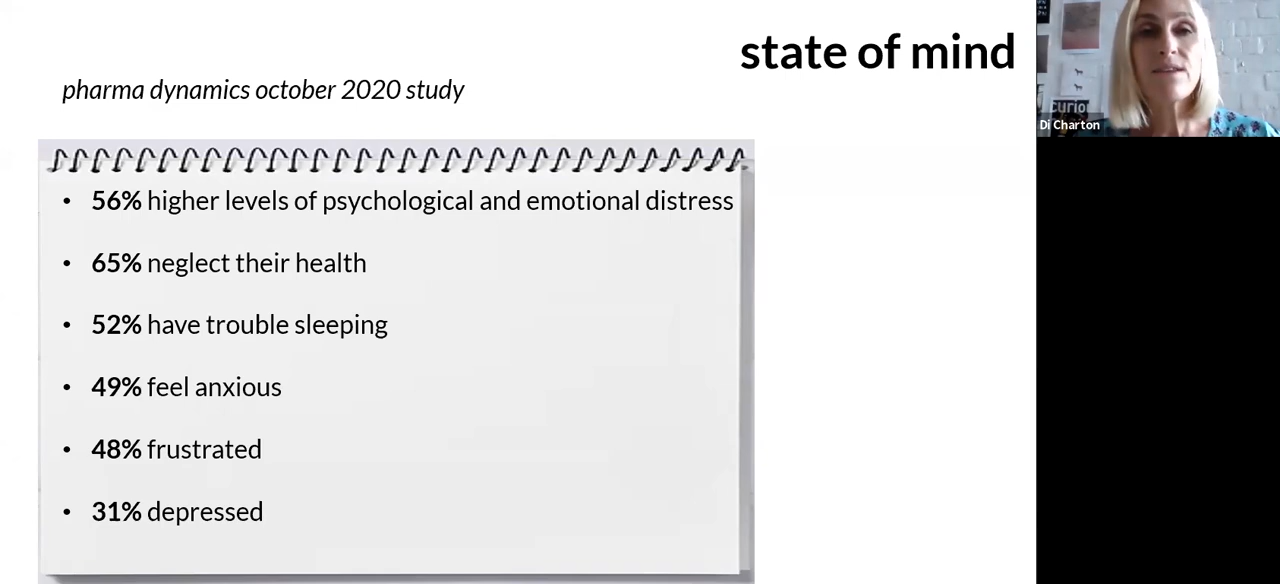 state of mind
pharma dynamics october 2020 study
• 56% higher levels of psychological and emotional distress
• 65% neglect their health
• 52% have trouble sleeping
• 49% feel anxious
• 48% frustrated
• 31% depressed
curio
Di Charton